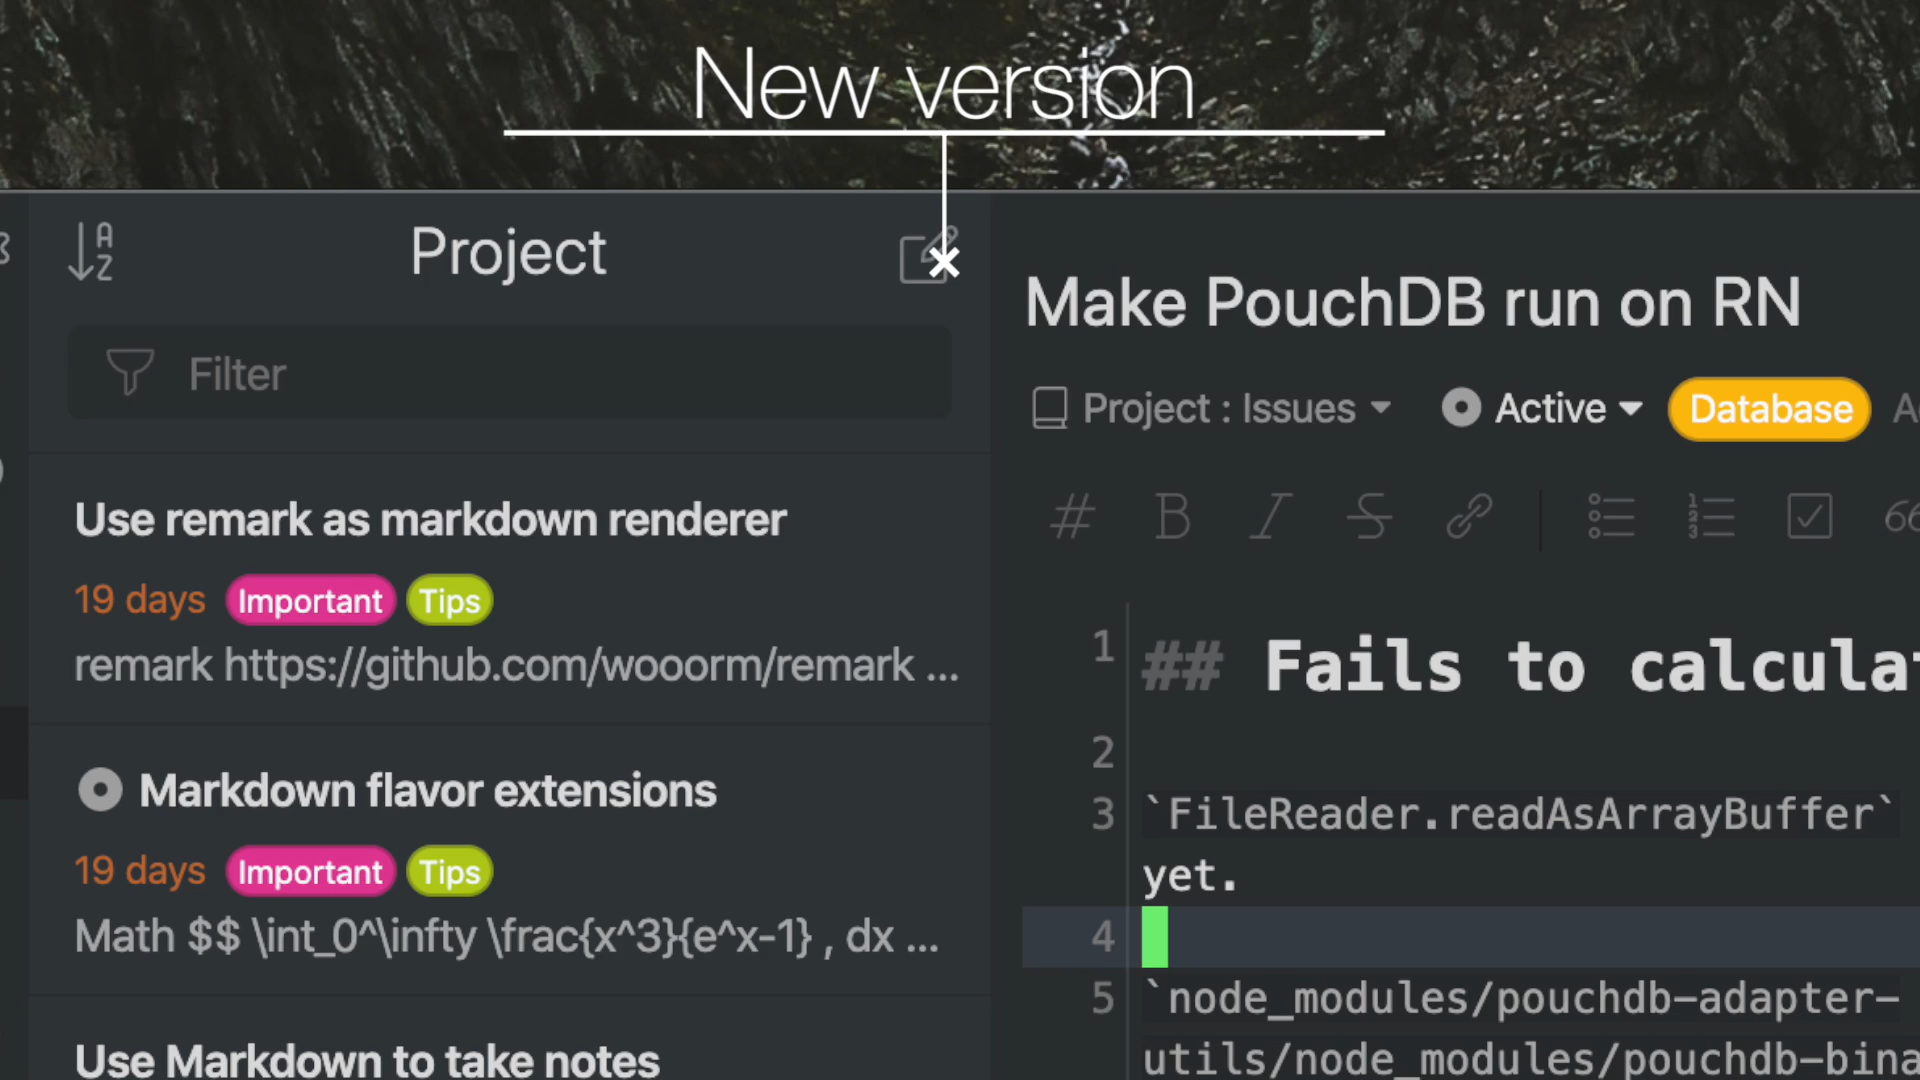 New version
Project
Filter
Use remark as markdown renderer
19 days Important Tips
remark https://github.com/wooorm/remark ...
Markdown flavor extensions
19 days Important Tips
Math $$ \int_0^\infty \frac{x^3}{e^x-1} , dx ...
Use Markdown to take notes
Make PouchDB run on RN
Project : Issues Active Database
1 ## Fails to calcula
2
3 `FileReader.readAsArrayBuffer`
yet.
4
5 `node_modules/pouchdb-adapter-
utils/node_modules/pouchdb-bina